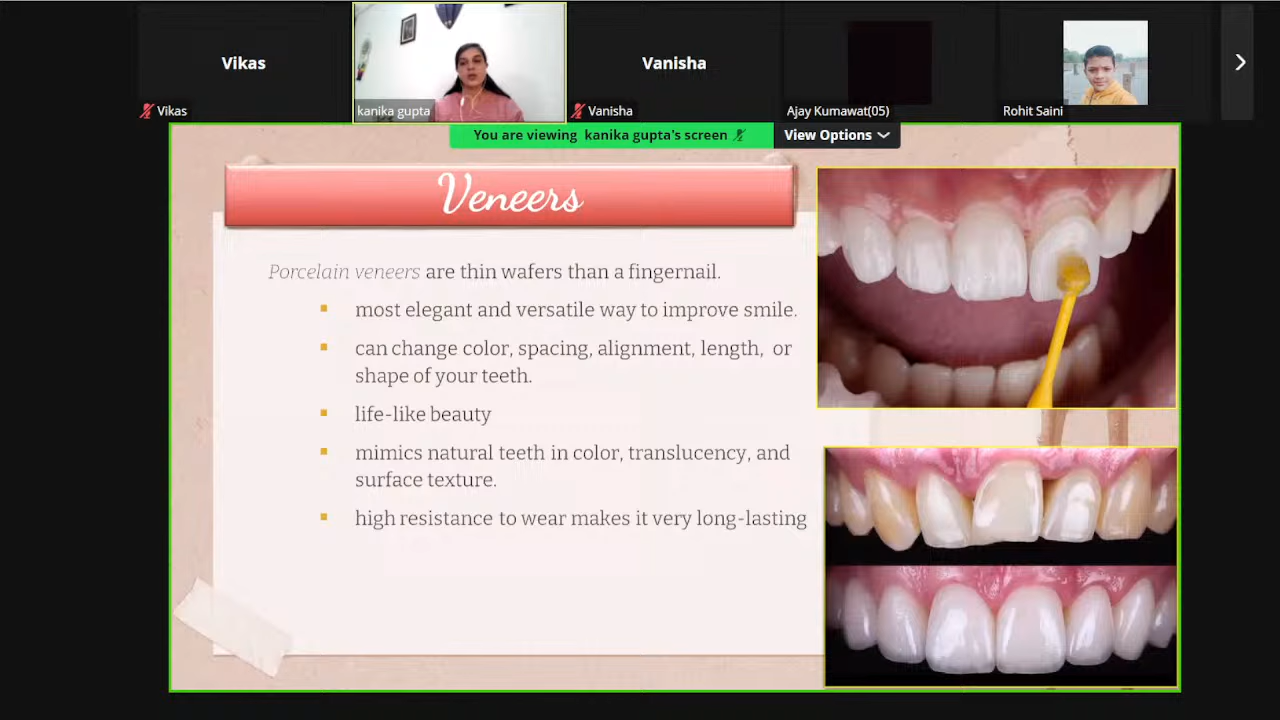 Vikas
Vanisha
Vikas
kanika gupta
Vanisha
Ajay Kumawat(05)
Rohit Saini
You are viewing kanika gupta's screen
View Options
Veneers
Porcelain veneers are thin wafers than a fingernail.
most elegant and versatile way to improve smile.
can change color, spacing, alignment, length, or
shape of your teeth.
life-like beauty
mimics natural teeth in color, translucency, and
surface texture.
high resistance to wear makes it very long-lasting